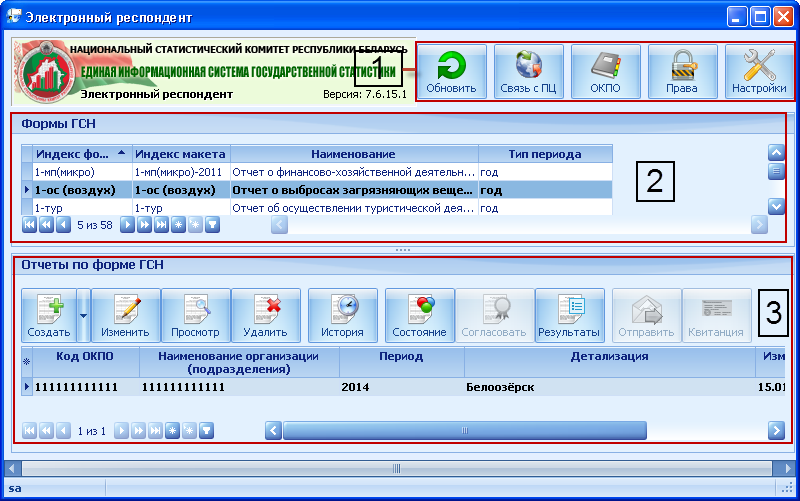 Электронный респондент
НАЦИОНАЛЬНЫЙ СТАТИСТИЧЕСКИЙ КОМИТЕТ РЕСПУБЛИКИ БЕЛАРУСЬ
ЕДИНАЯ ИНФОРМАЦИОННАЯ СИСТЕМА ГОСУДАРСТВЕННОЙ СТАТИСТИКИ
Электронный респондент Версия: 7.6.15.1
1
Обновить Связь с ПЦ ОКПО Права Настройки
Формы ГСН
Индекс фо... Индекс макета Наименование Тип периода
1-мп(микро) 1-мп(микро)-2011 Отчет о финансово-хозяйственной деятельн... год
1-ос (воздух) 1-ос (воздух) Отчет о выбросах загрязняющих веще... год
1-тур 1-тур Отчет об осуществлении туристической дея... год
5 из 58
2
Отчеты по форме ГСН
Создать Изменить Просмотр Удалить История Состояние Согласовать Результаты Отправить Квитанция
3
Код ОКПО Наименование организации Период Детализация Изм
(подразделения)
111111111111 111111111111 2014 Белоозёрск 15.01
1 из 1
sa